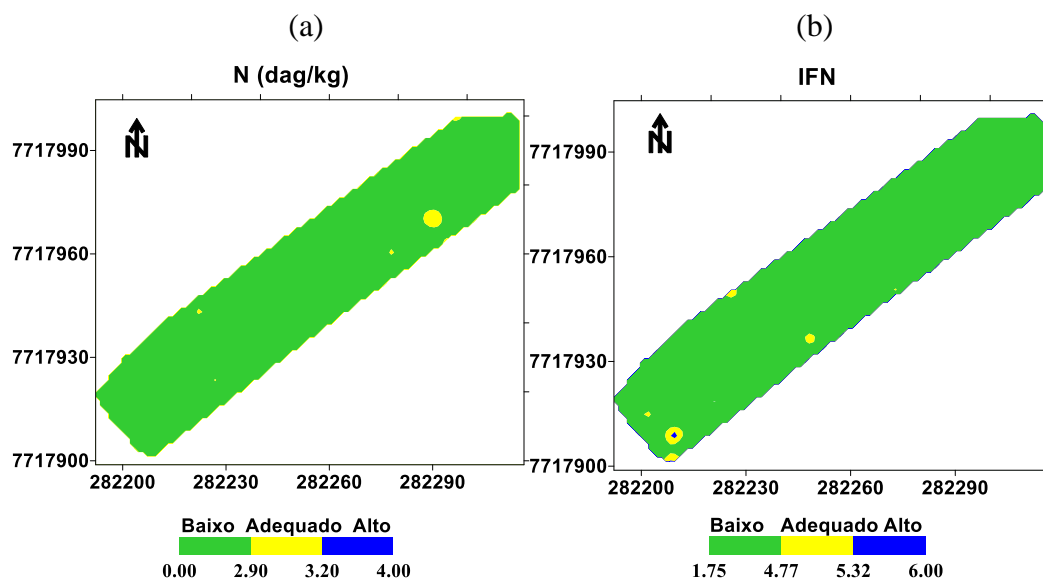 (a)
(b)
N (dag/kg)
IFN
N
N
7717990
7717960
7717930
7717900
282200 282230 282260 282290
Baixo Adequado Alto
0.00 2.90 3.20 4.00
7717990
7717960
7717930
7717900
282200 282230 282260 282290
Baixo Adequado Alto
1.75 4.77 5.32 6.00